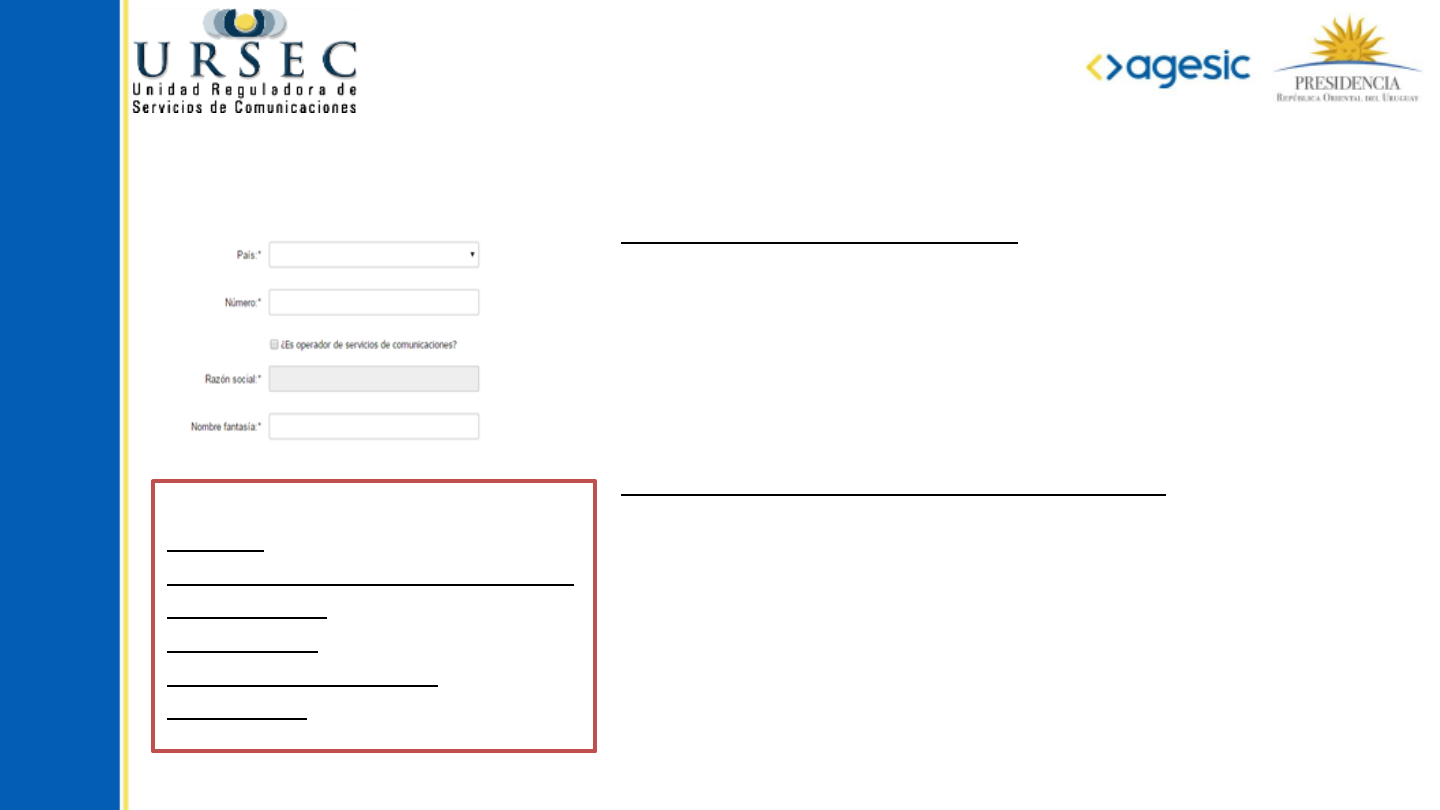 URSEC
Unidad Reguladora de
Servicios de Comunicaciones
<>agesic
PRESIDENCIA
REPÚBLICA ORIENTAL DEL URUGUAY
País:*
Número:*
¿Es operador de servicios de comunicaciones?
Razón social:*
Nombre fantasía:*